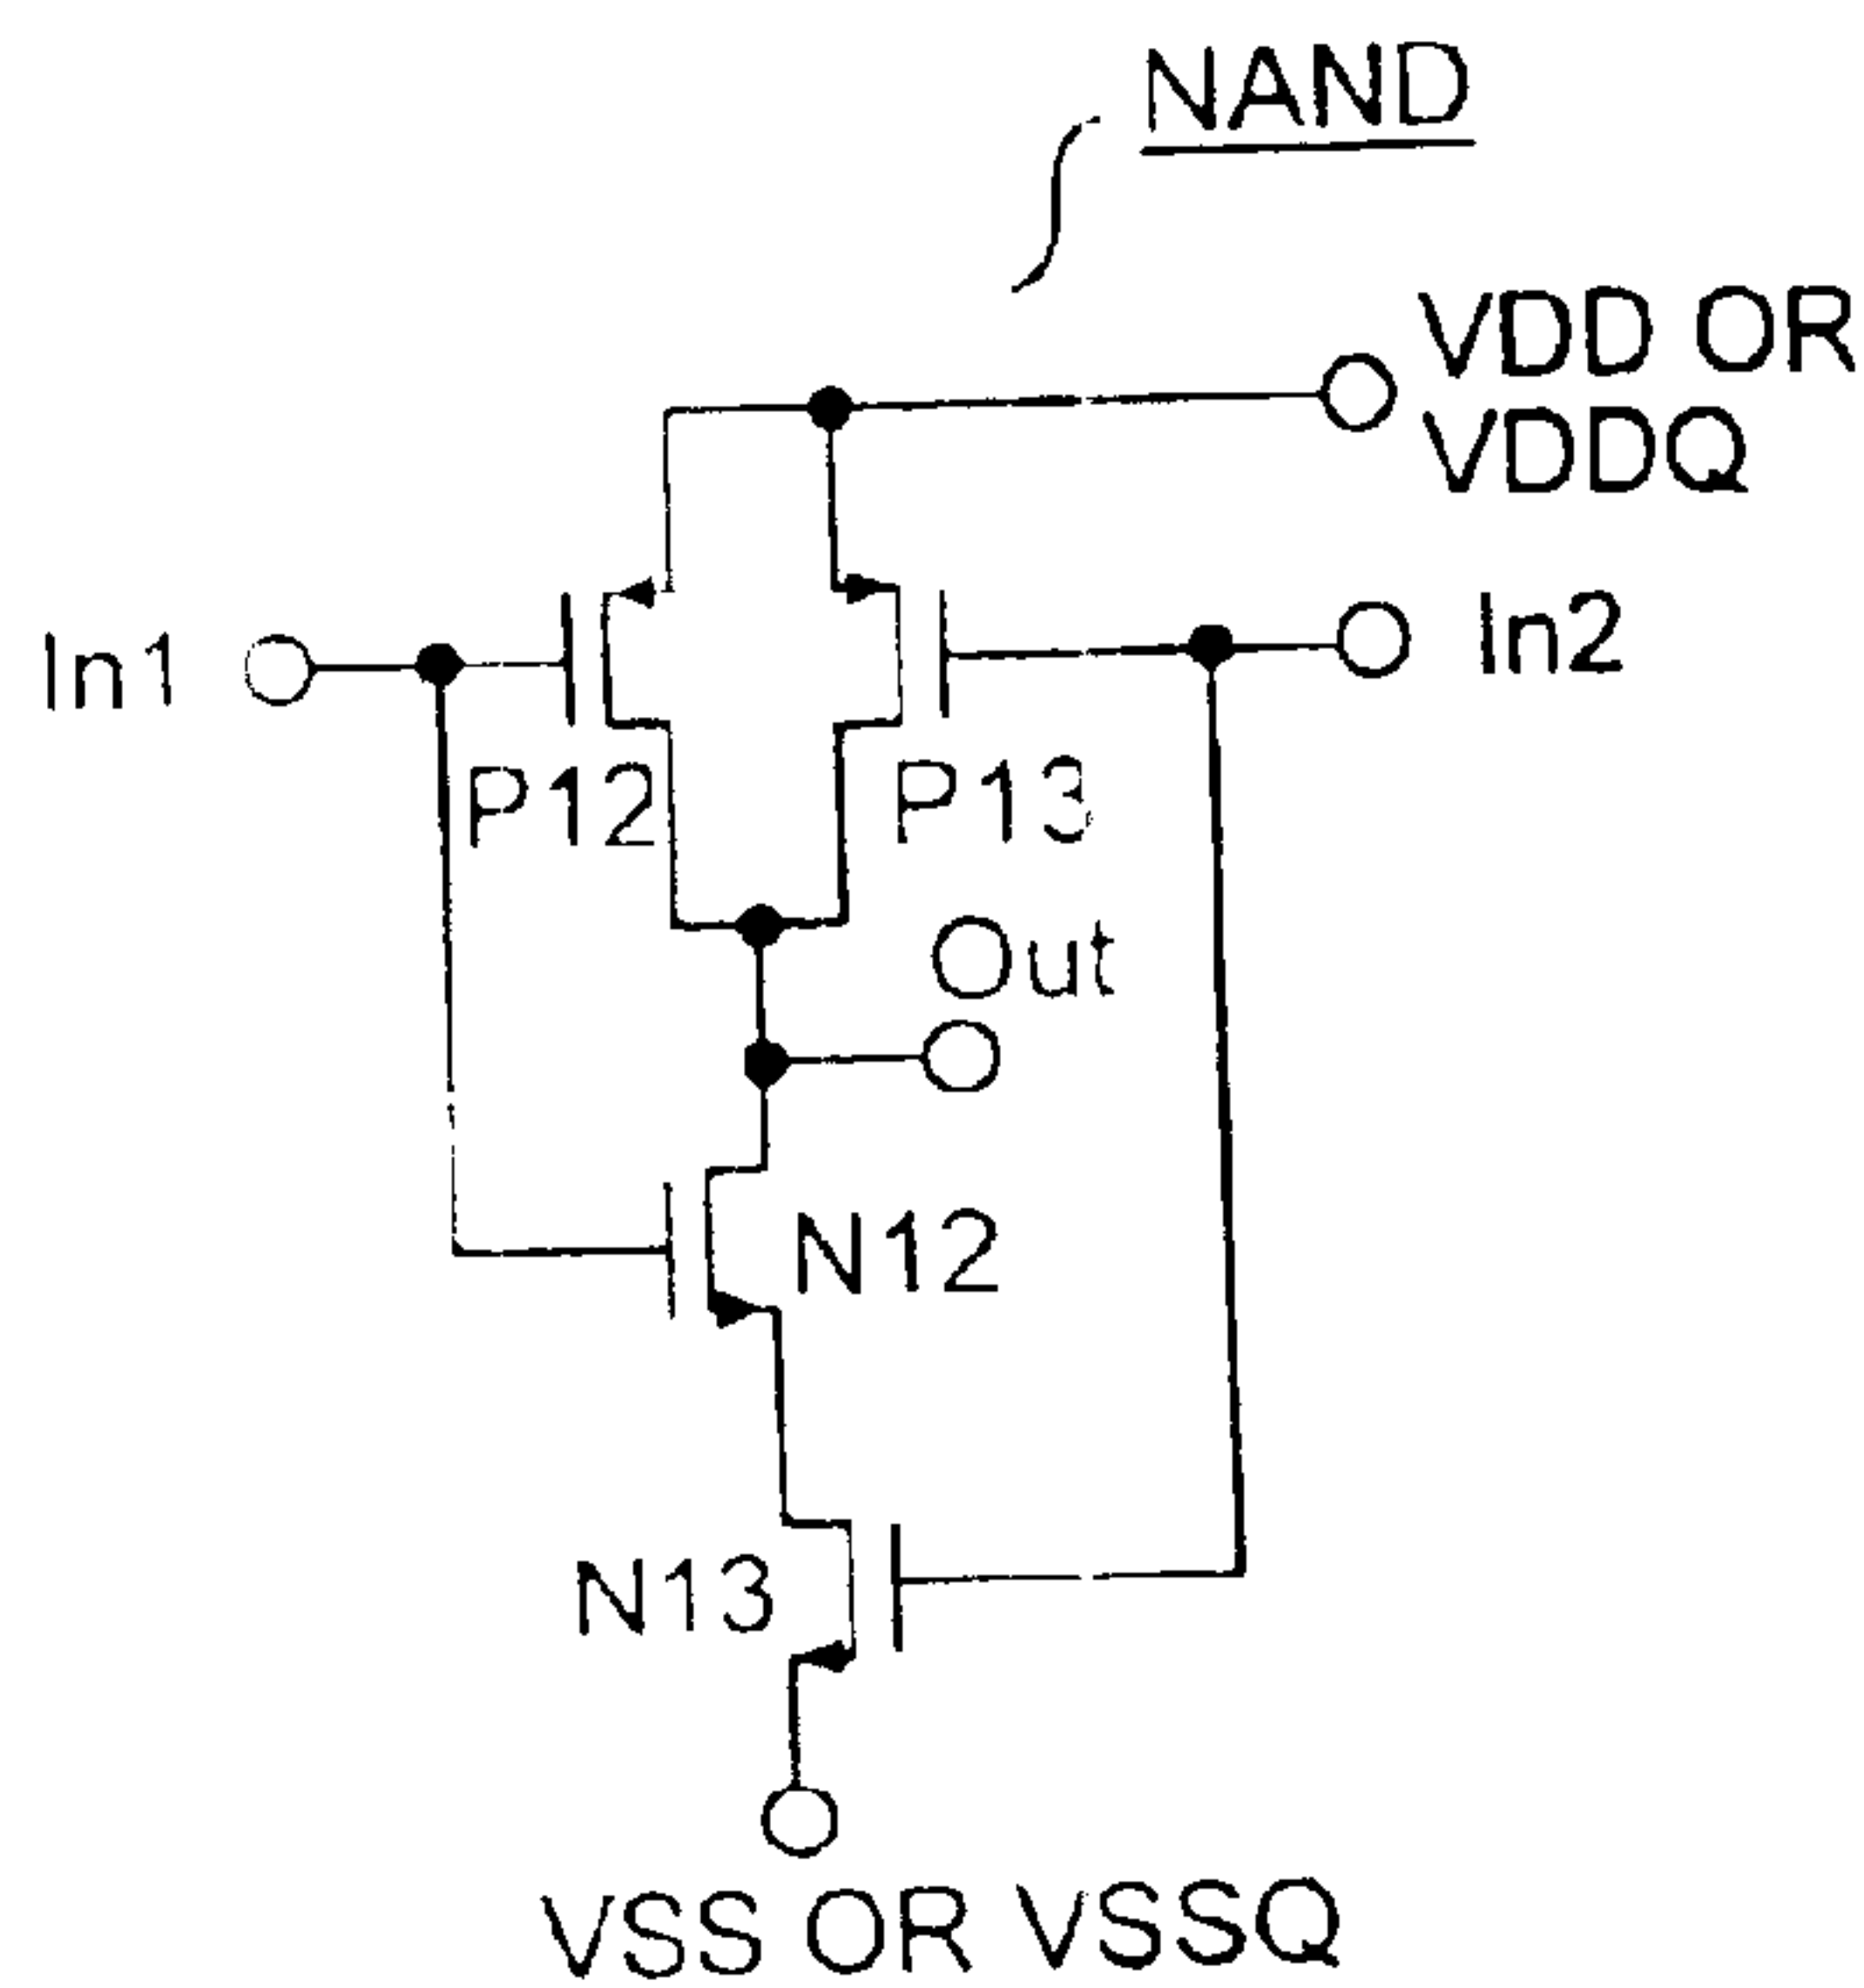 NAND
VDD OR
VDDQ
In1
In2
P12
P13
Out
N12
N13
VSS OR VSSQ